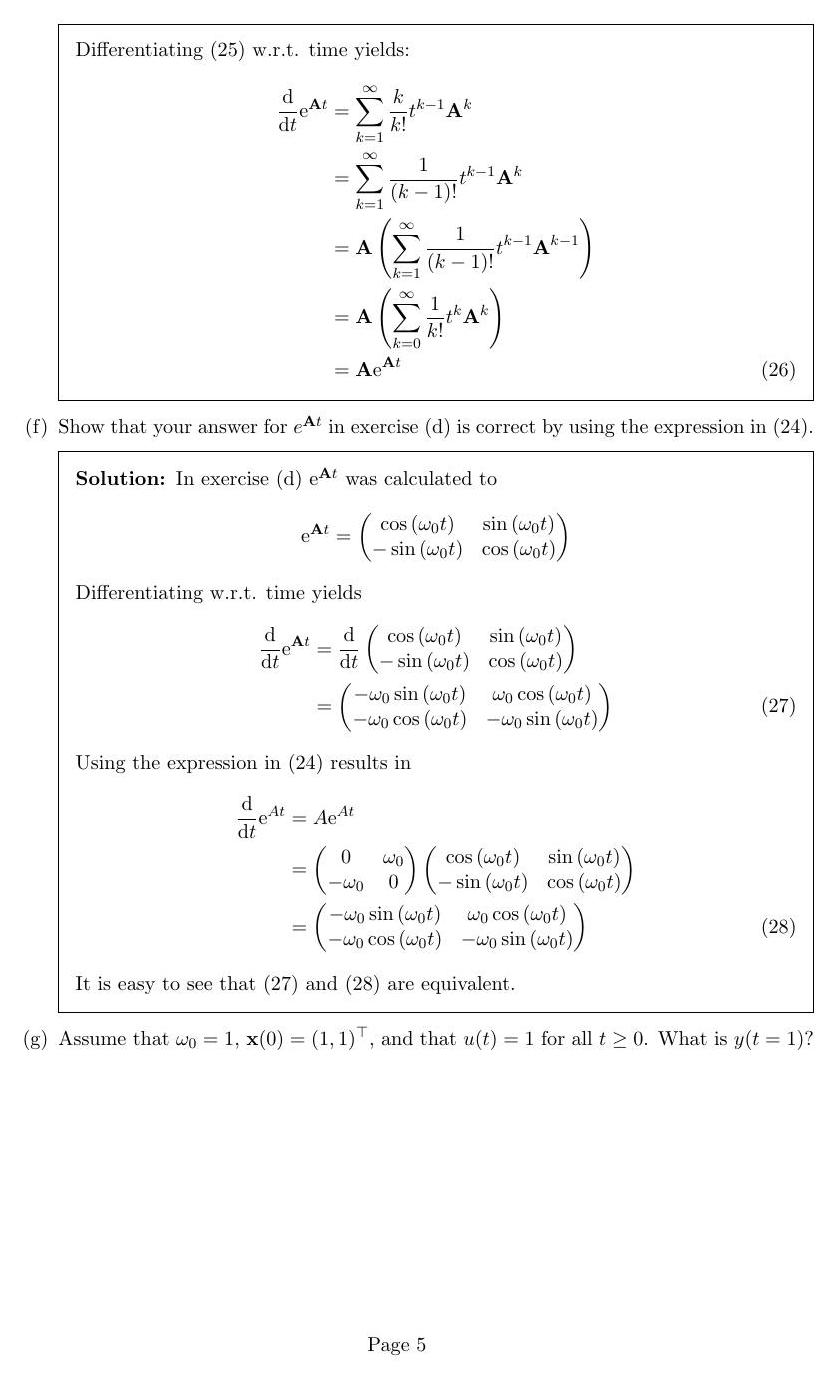 Differentiating (25) w.r.t. time yields:
d/dt e^{𝐀t} = ∑_{k=1}^{∞} k/k! t^{k−1}𝐀^k
= ∑_{k=1}^{∞} 1/(k − 1)! t^{k−1}𝐀^k
= 𝐀 (∑_{k=1}^{∞} 1/(k − 1)! t^{k−1}𝐀^{k−1})
= 𝐀 (∑_{k=0}^{∞} 1/k! t^k𝐀^k)
= 𝐀e^{𝐀t} (26)
(f) Show that your answer for e^{𝐀t} in exercise (d) is correct by using the expression in (24).
Solution: In exercise (d) e^{𝐀t} was calculated to
e^{𝐀t} = ( cos (ω₀t) sin (ω₀t)
− sin (ω₀t) cos (ω₀t) )
Differentiating w.r.t. time yields
d/dt e^{𝐀t} = d/dt ( cos (ω₀t) sin (ω₀t)
− sin (ω₀t) cos (ω₀t) )
= ( −ω₀ sin (ω₀t) ω₀ cos (ω₀t)
−ω₀ cos (ω₀t) −ω₀ sin (ω₀t) ) (27)
Using the expression in (24) results in
d/dt e^{At} = Ae^{At}
= ( 0 ω₀ ) ( cos (ω₀t) sin (ω₀t)
( −ω₀ 0 ) − sin (ω₀t) cos (ω₀t) )
= ( −ω₀ sin (ω₀t) ω₀ cos (ω₀t)
−ω₀ cos (ω₀t) −ω₀ sin (ω₀t) ) (28)
It is easy to see that (27) and (28) are equivalent.
(g) Assume that ω₀ = 1, 𝐱(0) = (1, 1)^⊤, and that u(t) = 1 for all t ≥ 0. What is y(t = 1)?
Page 5